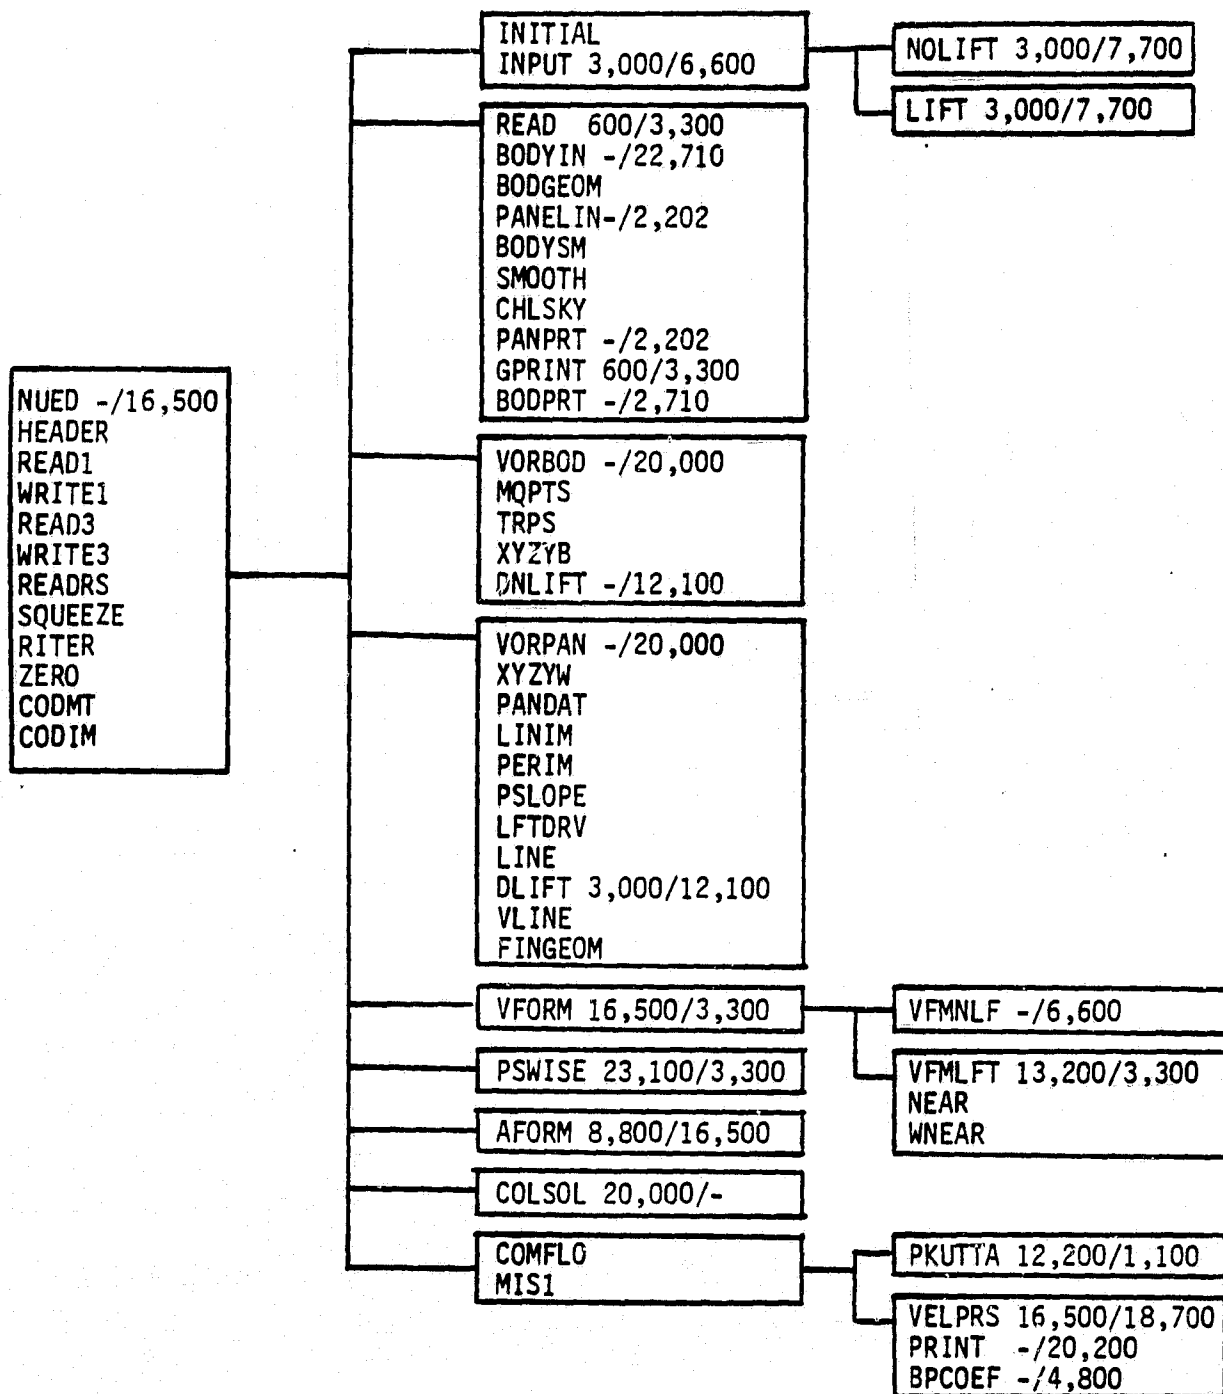 NUED -/16,500
HEADER
READ1
WRITE1
READ3
WRITE3
READRS
SQUEEZE
RITER
ZERO
CODMT
CODIM
INITIAL
INPUT 3,000/6,600
NOLIFT 3,000/7,700
LIFT 3,000/7,700
READ 600/3,300
BODYIN -/22,710
BODGEOM
PANELIN-/2,202
BODYSM
SMOOTH
CHLSKY
PANPRT -/2,202
GPRINT 600/3,300
BODPRT -/2,710
VORBOD -/20,000
MQPTS
TRPS
XYZYB
DNLIFT -/12,100
VORPAN -/20,000
XYZYW
PANDAT
LINIM
PERIM
PSLOPE
LFTDRV
LINE
DLIFT 3,000/12,100
VLINE
FINGEOM
VFORM 16,500/3,300
VFMNLF -/6,600
VFMLFT 13,200/3,300
NEAR
WNEAR
PSWISE 23,100/3,300
AFORM 8,800/16,500
COLSOL 20,000/-
COMFLO
MIS1
PKUTTA 12,200/1,100
VELPRS 16,500/18,700
PRINT -/20,200
BPCOEF -/4,800